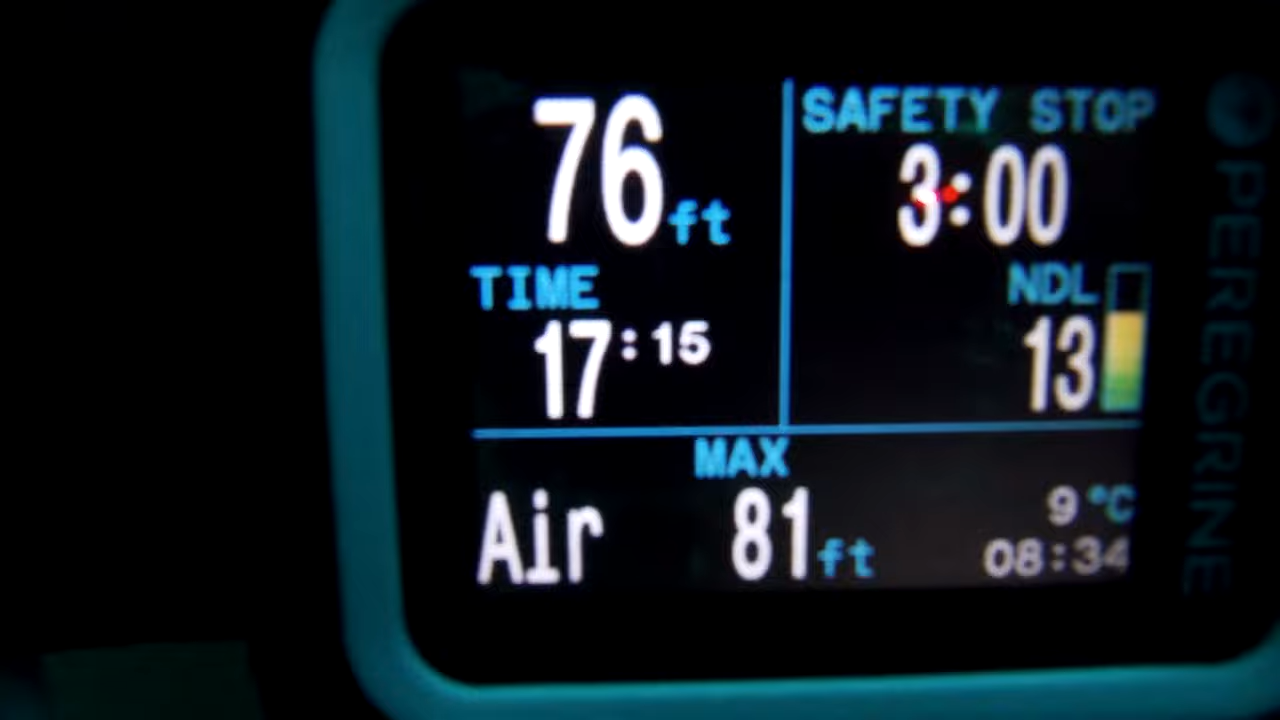 76ft
SAFETY STOP
3:00
TIME
17:15
NDL
13
MAX
Air
81ft
9°C
08:34
PEREGRINE